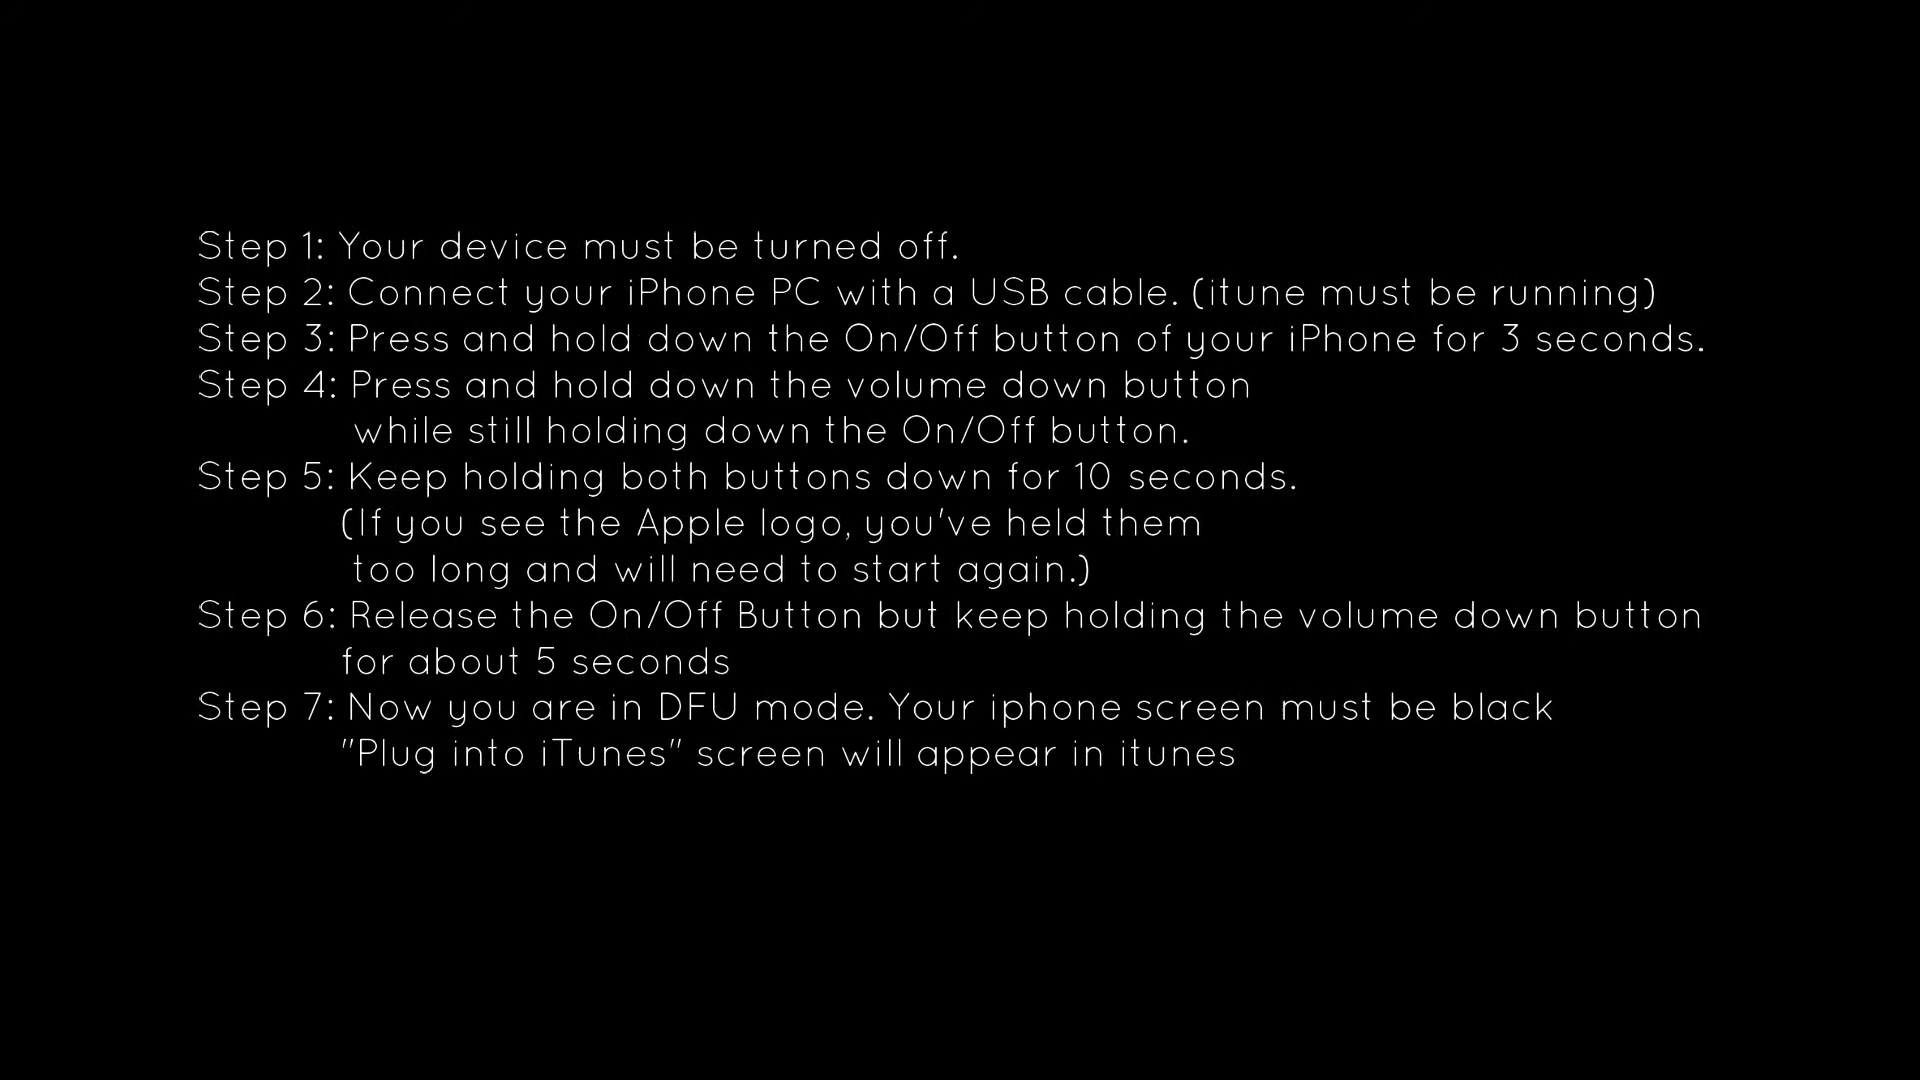 Step 1: Your device must be turned off.
Step 2: Connect your iPhone PC with a USB cable. (itune must be running)
Step 3: Press and hold down the On/Off button of your iPhone for 3 seconds.
Step 4: Press and hold down the volume down button
while still holding down the On/Off button.
Step 5: Keep holding both buttons down for 10 seconds.
(If you see the Apple logo, you've held them
too long and will need to start again.)
Step 6: Release the On/Off Button but keep holding the volume down button
for about 5 seconds
Step 7: Now you are in DFU mode. Your iphone screen must be black
"Plug into iTunes" screen will appear in itunes